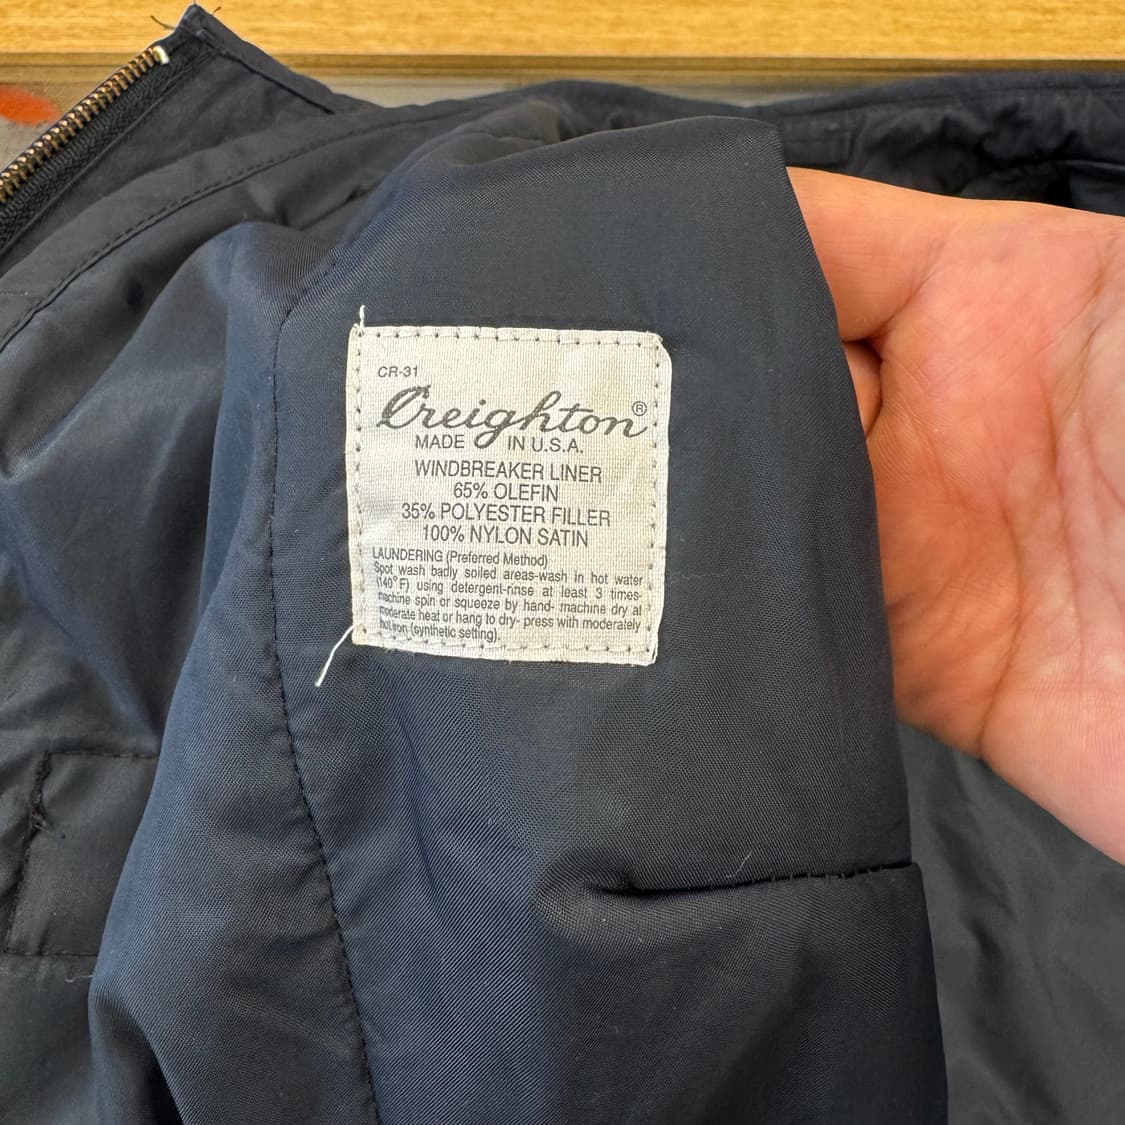 CR-31
Creighton®
MADE IN U.S.A.
WINDBREAKER LINER
65% OLEFIN
35% POLYESTER FILLER
100% NYLON SATIN
LAUNDERING (Preferred Method)
Spot wash badly soiled areas-wash in hot water
(140°F) using detergent-rinse at least 3 times-
machine spin or squeeze by hand- machine dry at
moderate heat or hang to dry- press with moderately
hot iron (synthetic setting).